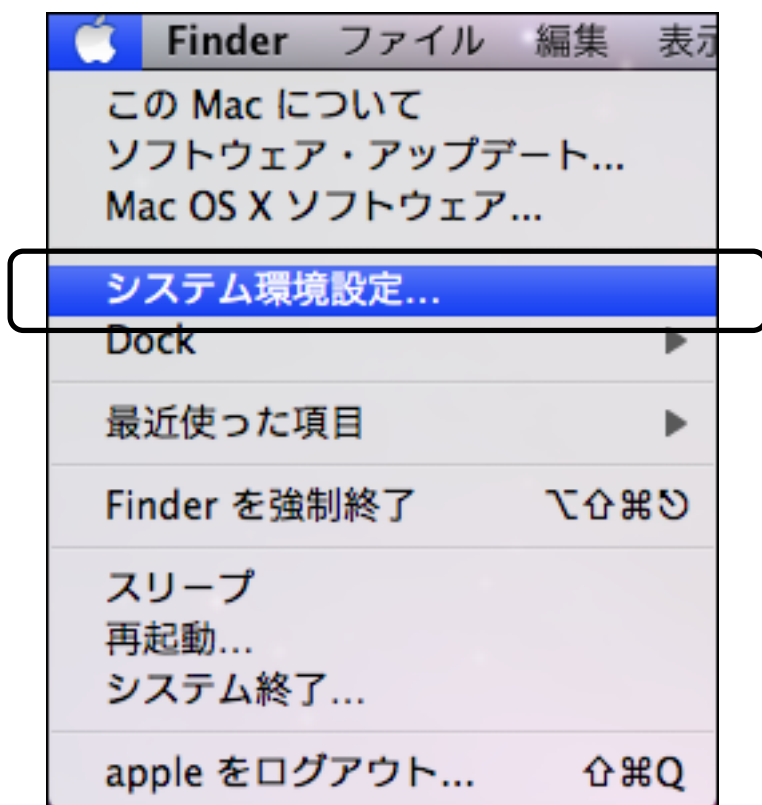 Finder ファイル 編集 表示
この Mac について
ソフトウェア・アップデート...
Mac OS X ソフトウェア...
システム環境設定...
Dock ▶
最近使った項目 ▶
Finder を強制終了 ⌥⇧⌘⎋
スリープ
再起動...
システム終了...
apple をログアウト... ⇧⌘Q